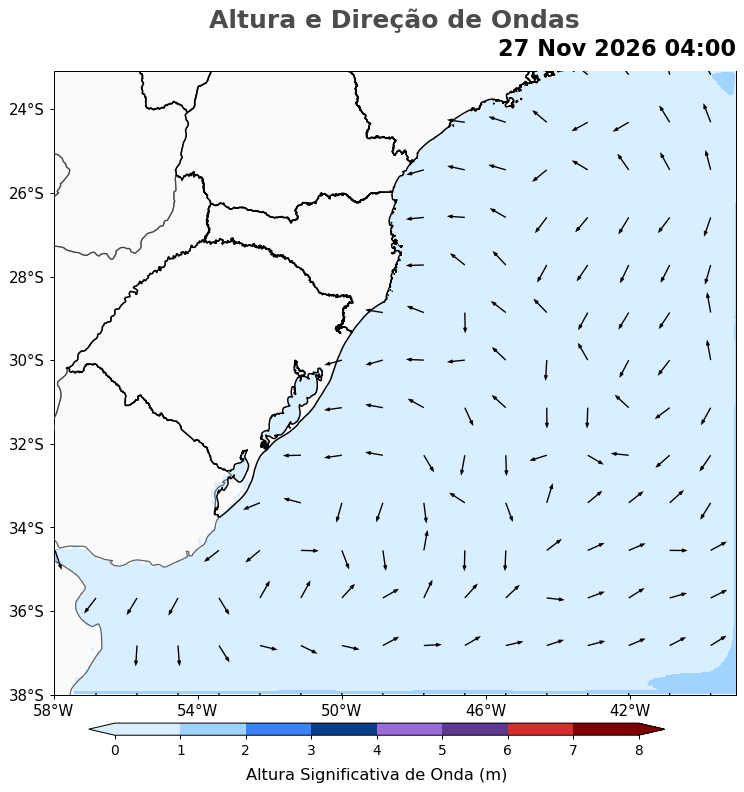 Altura e Direção de Ondas
27 Nov 2026 04:00
24°S
26°S
28°S
30°S
32°S
34°S
36°S
38°S
58°W 54°W 50°W 46°W 42°W
0 1 2 3 4 5 6 7 8
Altura Significativa de Onda (m)